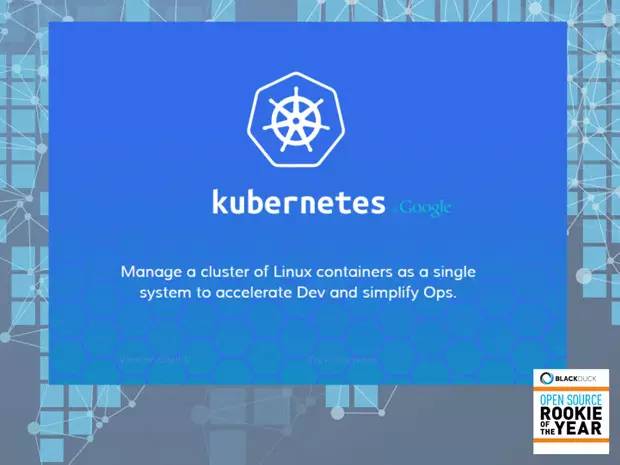 kubernetes by Google
Manage a cluster of Linux containers as a single
system to accelerate Dev and simplify Ops.
BLACKDUCK
OPEN SOURCE
ROOKIE
OF THE YEAR